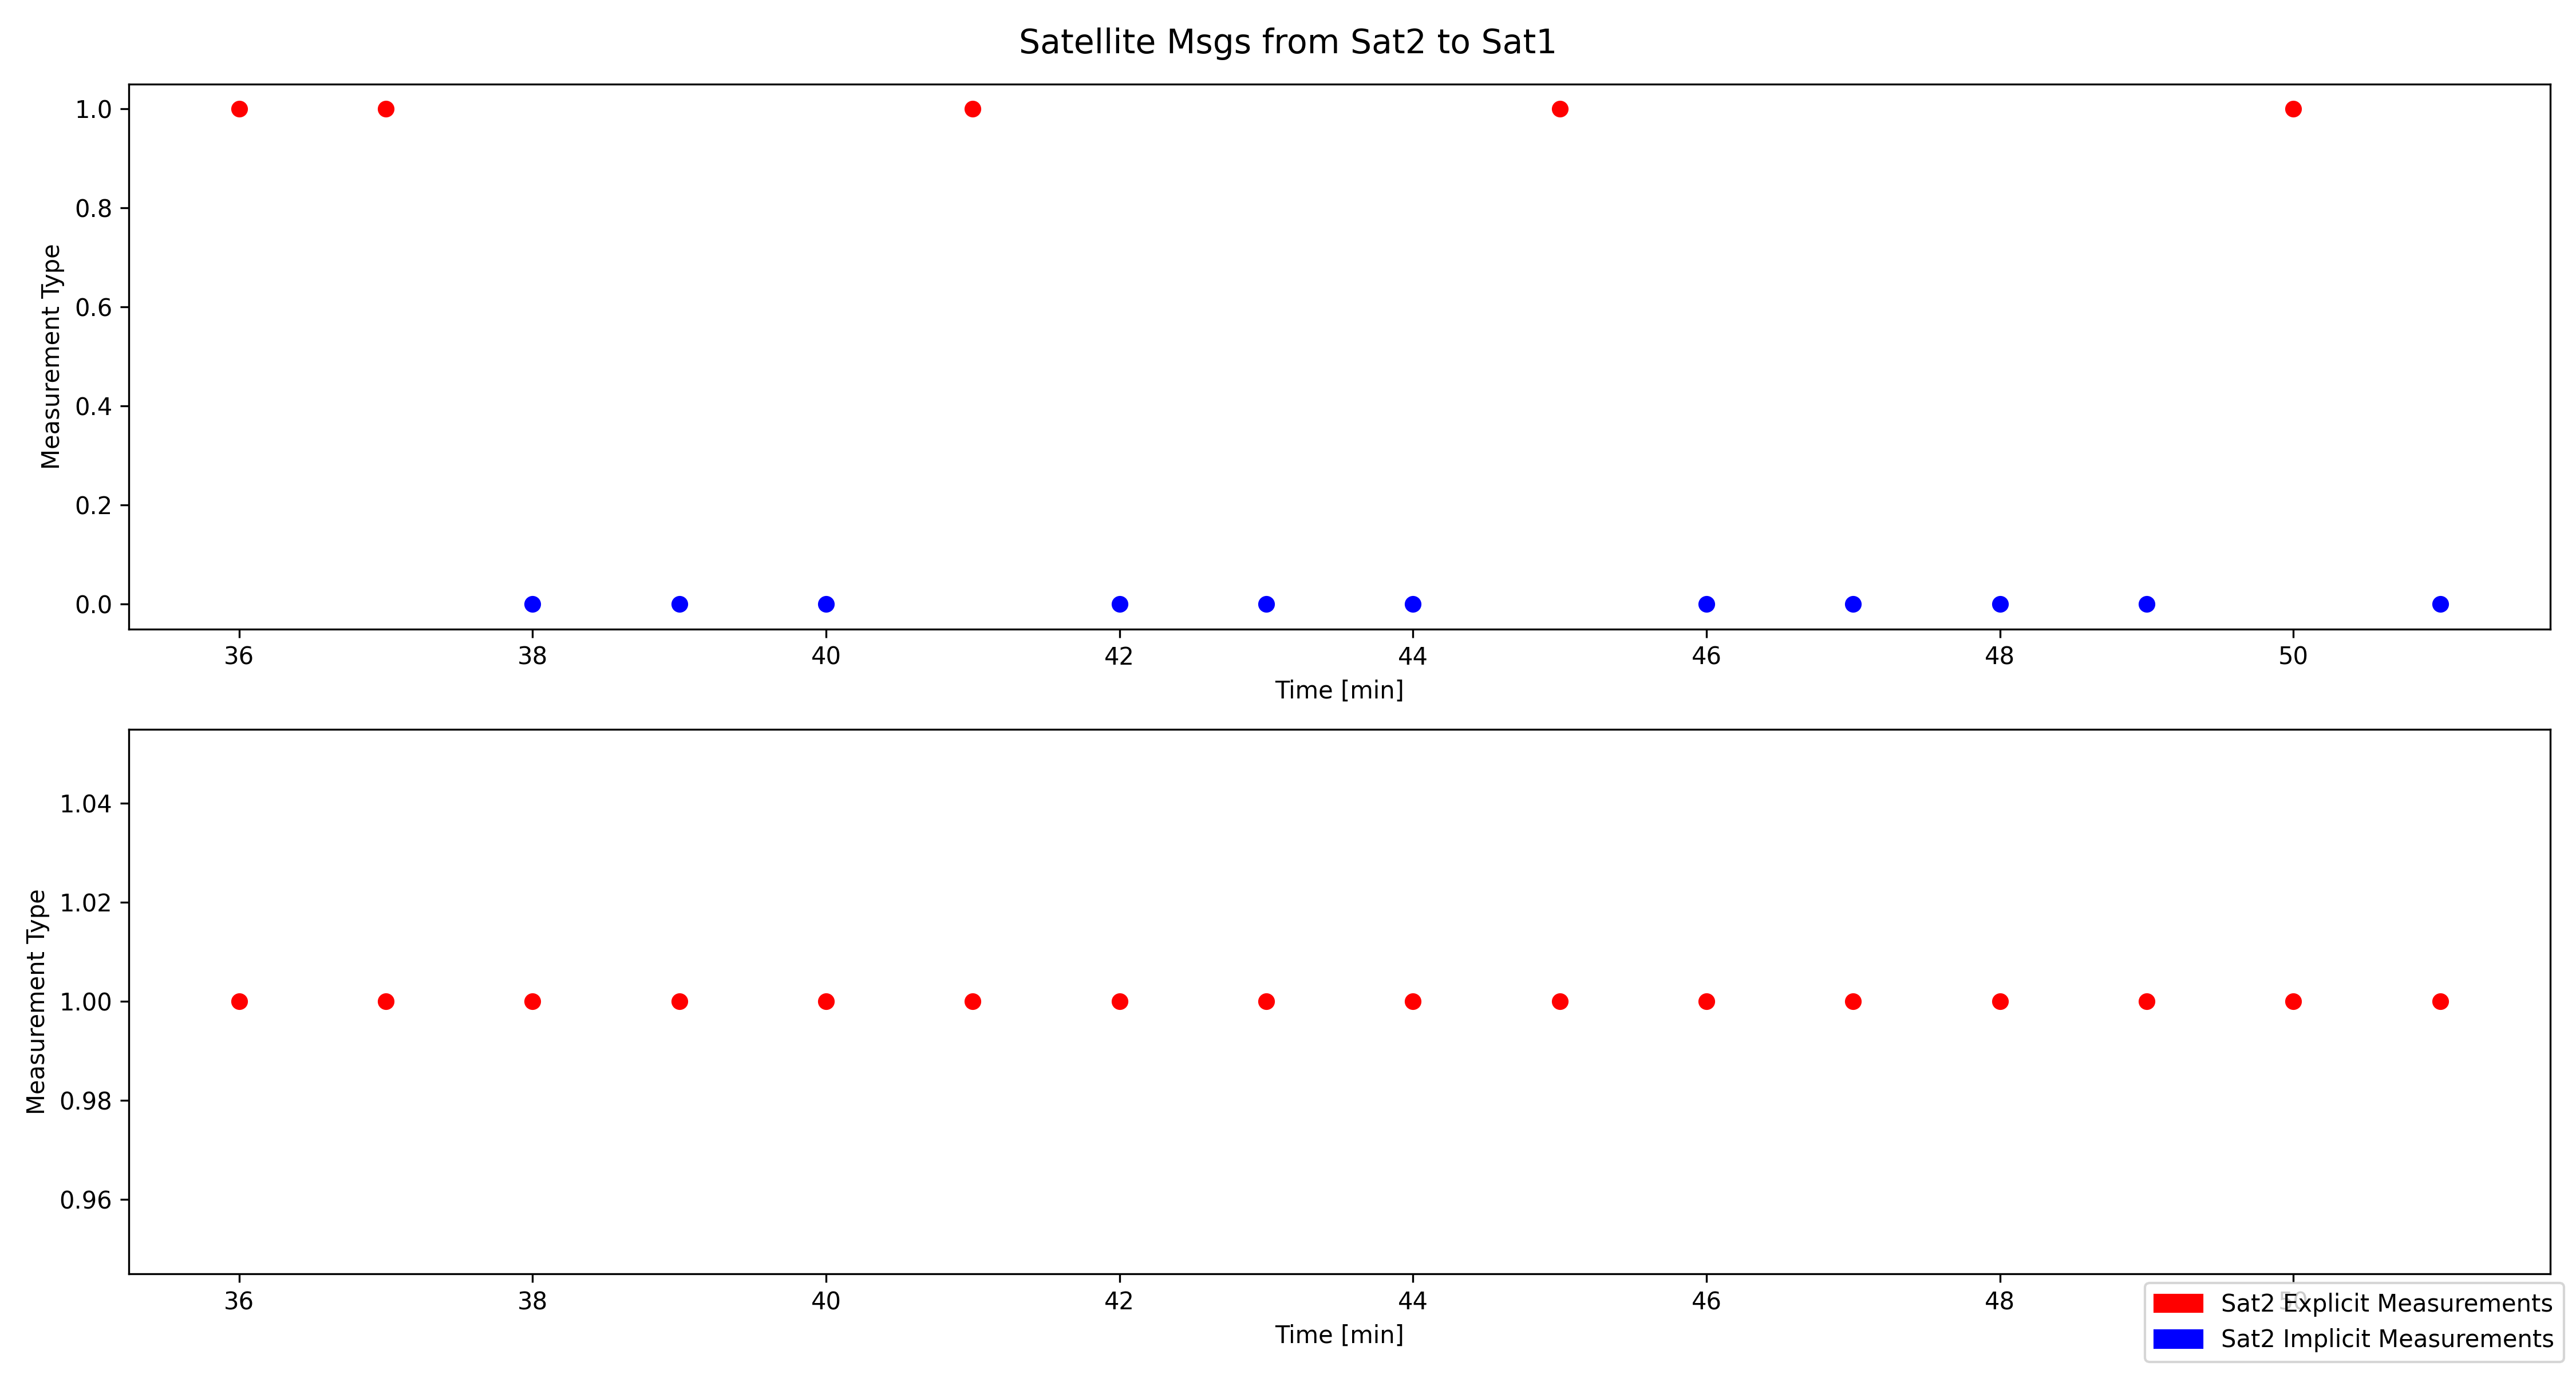 Satellite Msgs from Sat2 to Sat1
Measurement Type
1.0
0.8
0.6
0.4
0.2
0.0
36 38 40 42 44 46 48 50
Time [min]
Measurement Type
1.04
1.02
1.00
0.98
0.96
36 38 40 42 44 46 48 50
Time [min]
Sat2 Explicit Measurements
Sat2 Implicit Measurements